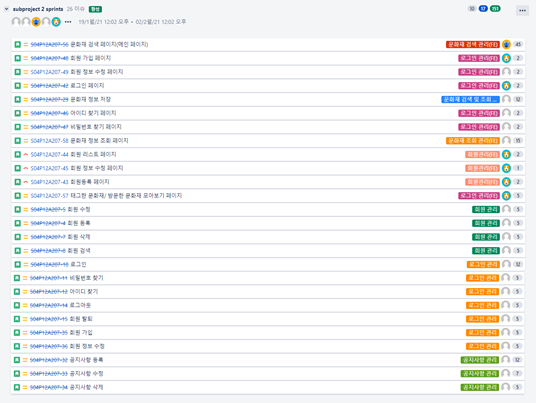 subproject 2 sprints 26 이슈 활성
19/1월/21 12:02 오후 • 02/2월/21 12:02 오후
S04P12A207-56 문화재 검색 페이지(메인 페이지) 문화재 검색 관리(FE) 45
S04P12A207-48 회원 가입 페이지 로그인 관리(FE) 2
S04P12A207-49 회원 정보 수정 페이지 로그인 관리(FE) 2
S04P12A207-42 로그인 페이지 로그인 관리(FE) 2
S04P12A207-29 문화재 정보 저장 문화재 검색 및 조회 ... 12
S04P12A207-46 아이디 찾기 페이지 로그인 관리(FE) 2
S04P12A207-47 비밀번호 찾기 페이지 로그인 관리(FE) 2
S04P12A207-58 문화재 정보 조회 페이지 문화재 조회 관리(FE) 15
S04P12A207-44 회원 리스트 페이지 회원관리(FE) 2
S04P12A207-45 회원 정보 수정 페이지 회원관리(FE) 1
S04P12A207-43 회원등록 페이지 회원관리(FE) 2
S04P12A207-57 태그한 문화재/ 방문한 문화재 모아보기 페이지 로그인 관리(FE) 5
S04P12A207-5 회원 수정 회원 관리 5
S04P12A207-4 회원 등록 회원 관리 5
S04P12A207-7 회원 삭제 회원 관리 5
S04P12A207-8 회원 검색 회원 관리 5
S04P12A207-10 로그인 로그인 관리 12
S04P12A207-11 비밀번호 찾기 로그인 관리 5
S04P12A207-12 아이디 찾기 로그인 관리 5
S04P12A207-14 로그아웃 로그인 관리 5
S04P12A207-15 회원 탈퇴 로그인 관리 5
S04P12A207-35 회원 가입 로그인 관리 5
S04P12A207-36 회원 정보 수정 로그인 관리 5
S04P12A207-32 공지사항 등록 공지사항 관리 12
S04P12A207-33 공지사항 수정 공지사항 관리 7
S04P12A207-34 공지사항 삭제 공지사항 관리 5